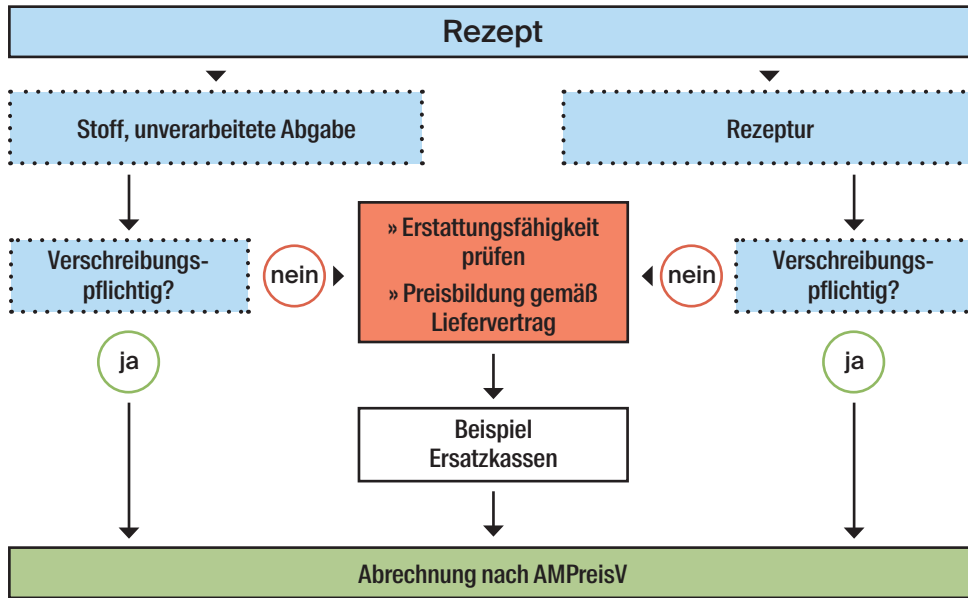 Rezept
Stoff, unverarbeitete Abgabe
Rezeptur
Verschreibungs-
pflichtig?
nein
» Erstattungsfähigkeit
prüfen
» Preisbildung gemäß
Liefervertrag
nein
Verschreibungs-
pflichtig?
ja
ja
Beispiel
Ersatzkassen
Abrechnung nach AMPreisV